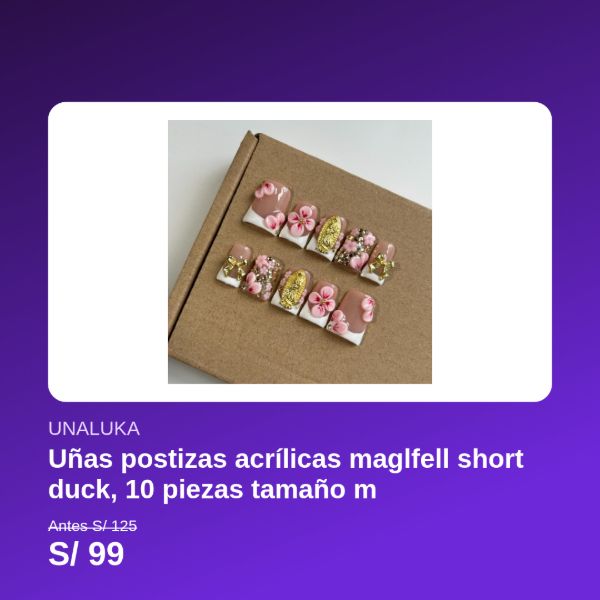 UNALUKA
Uñas postizas acrílicas maglfell short
duck, 10 piezas tamaño m
Antes S/ 125
S/ 99